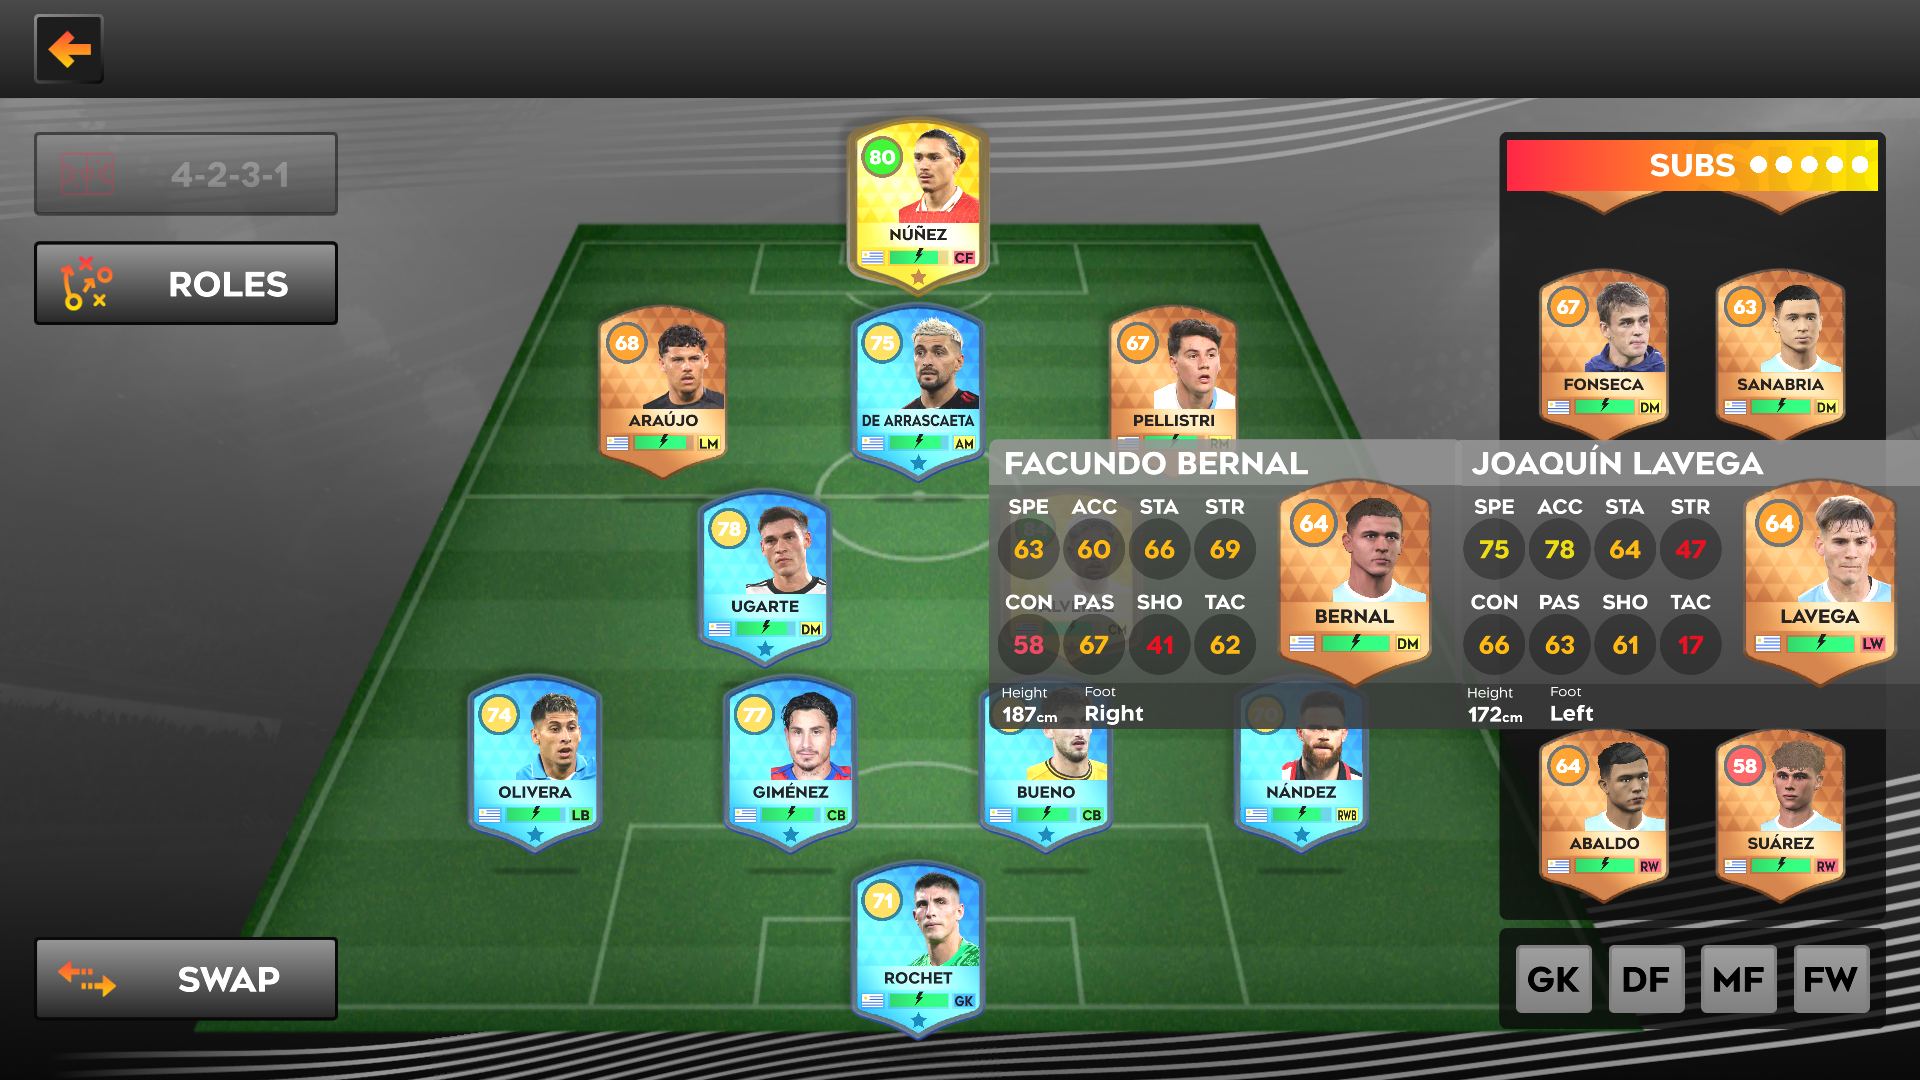 4-2-3-1
ROLES
SWAP
80
NÚÑEZ
CF
68
ARAÚJO
LM
75
DE ARRASCAETA
AM
67
PELLISTRI
RM
78
UGARTE
DM
CM
74
OLIVERA
LB
77
GIMÉNEZ
CB
BUENO
CB
70
NÁNDEZ
RWB
71
ROCHET
GK
FACUNDO BERNAL
SPE ACC STA STR
63 60 66 69
CON PAS SHO TAC
58 67 41 62
Height Foot
187cm Right
64
BERNAL
DM
JOAQUÍN LAVEGA
SPE ACC STA STR
75 78 64 47
CON PAS SHO TAC
66 63 61 17
Height Foot
172cm Left
64
LAVEGA
LW
SUBS
67
FONSECA
DM
63
SANABRIA
DM
64
ABALDO
RW
58
SUÁREZ
RW
GK DF MF FW